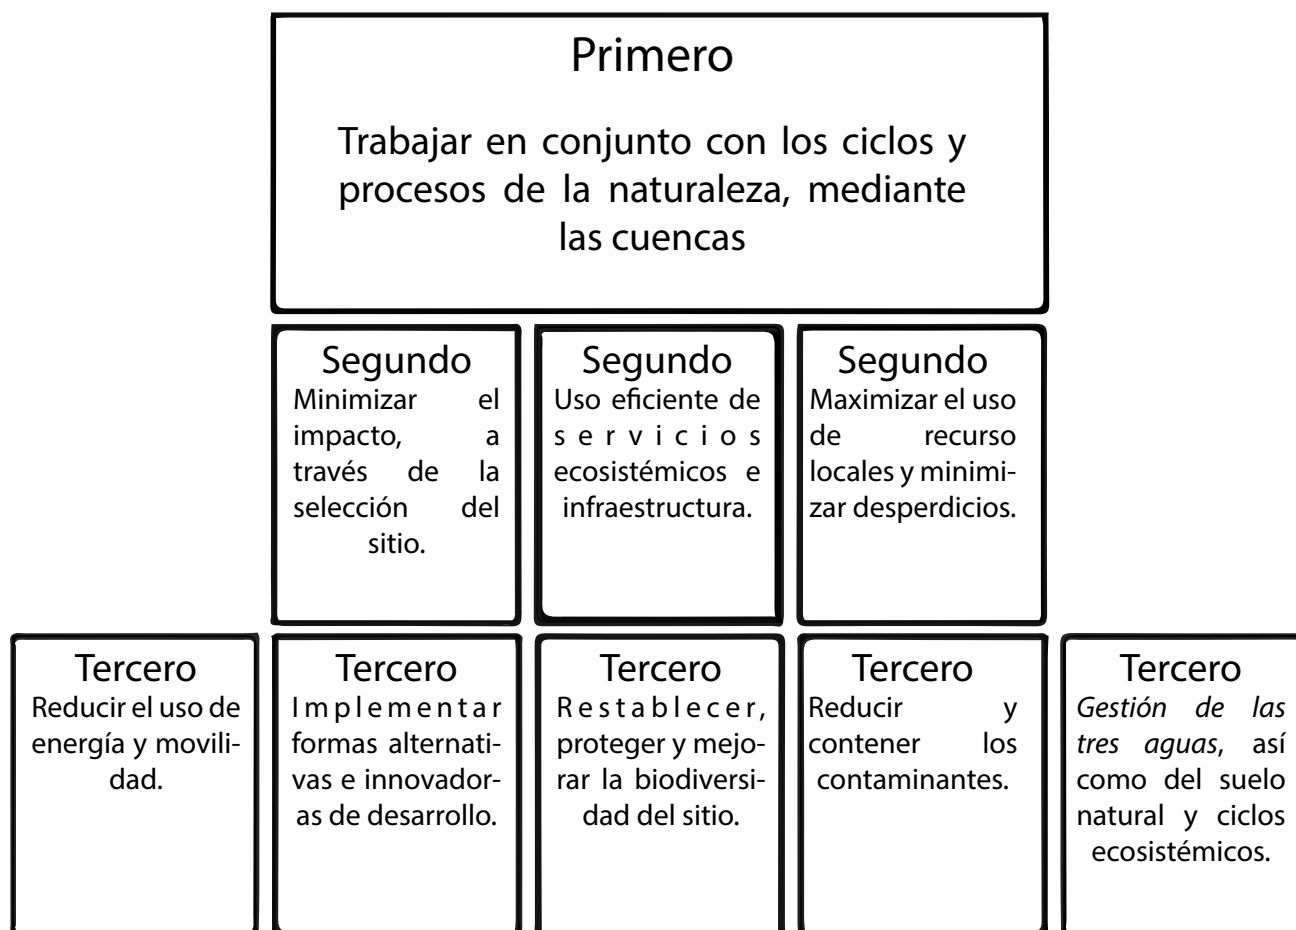 Primero
Trabajar en conjunto con los ciclos y
procesos de la naturaleza, mediante
las cuencas
Segundo
Minimizar el
impacto, a
través de la
selección del
sitio.
Segundo
Uso eficiente de
servicios
ecosistémicos e
infraestructura.
Segundo
Maximizar el uso
de recurso
locales y minimi-
zar desperdicios.
Tercero
Reducir el uso de
energía y movili-
dad.
Tercero
Implementar
formas alternati-
vas e innovador-
as de desarrollo.
Tercero
Restablecer,
proteger y mejo-
rar la biodiversi-
dad del sitio.
Tercero
Reducir y
contener los
contaminantes.
Tercero
Gestión de las
tres aguas, así
como del suelo
natural y ciclos
ecosistémicos.